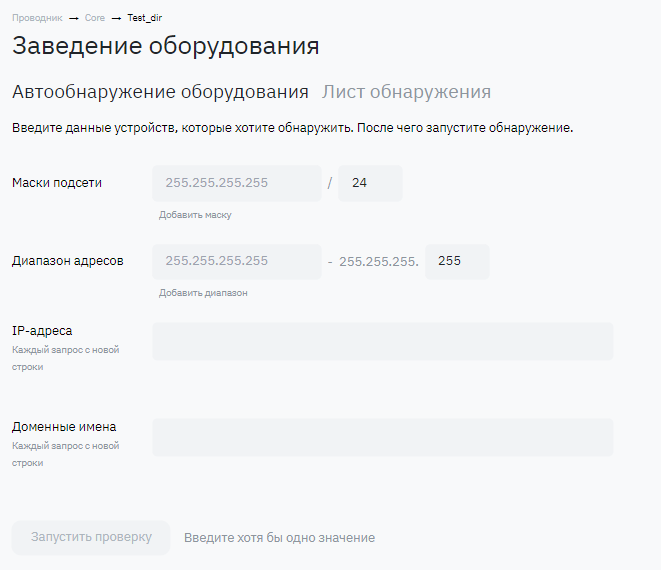 Проводник → Core → Test_dir
Заведение оборудования
Автообнаружение оборудования Лист обнаружения
Введите данные устройств, которые хотите обнаружить. После чего запустите обнаружение.
Маски подсети 255.255.255.255 / 24
Добавить маску
Диапазон адресов 255.255.255.255 - 255.255.255. 255
Добавить диапазон
IP-адреса
Каждый запрос с новой
строки
Доменные имена
Каждый запрос с новой
строки
Запустить проверку Введите хотя бы одно значение